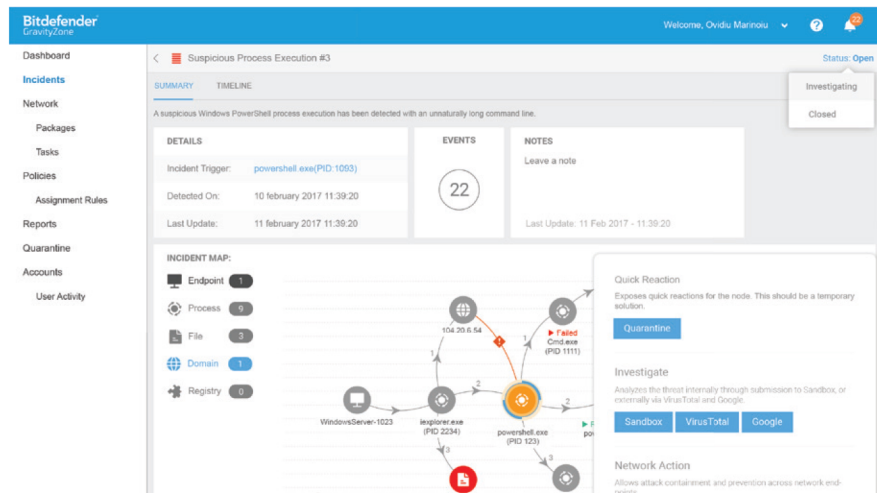 Bitdefender
GravityZone
Welcome, Ovidiu Marinoiu
?
22
Dashboard
Incidents
Network
Packages
Tasks
Policies
Assignment Rules
Reports
Quarantine
Accounts
User Activity
Suspicious Process Execution #3
Status: Open
Investigating
Closed
SUMMARY TIMELINE
A suspicious Windows PowerShell process execution has been detected with an unnaturally long command line.
DETAILS
Incident Trigger: powershell.exe(PID:1093)
Detected On: 10 february 2017 11:39:20
Last Update: 11 february 2017 11:39:20
EVENTS
22
NOTES
Leave a note
Last Update: 11 Feb 2017 - 11:39:20
INCIDENT MAP:
Endpoint 1
Process 9
File 3
Domain 1
Registry 0
104.20.6.54
Failed
Cmd.exe
(PID 1111)
1
1
2
2
WindowsServer-1023
iexplorer.exe
(PID 2234)
powershell.exe
(PID 123)
3
3
Quick Reaction
Exposes quick reactions for the node. This should be a temporary
solution.
Quarantine
Investigate
Analyzes the threat internally through submission to Sandbox, or
externally via VirusTotal and Google.
Sandbox VirusTotal Google
Network Action
Allows attack containment and prevention across network end-
points